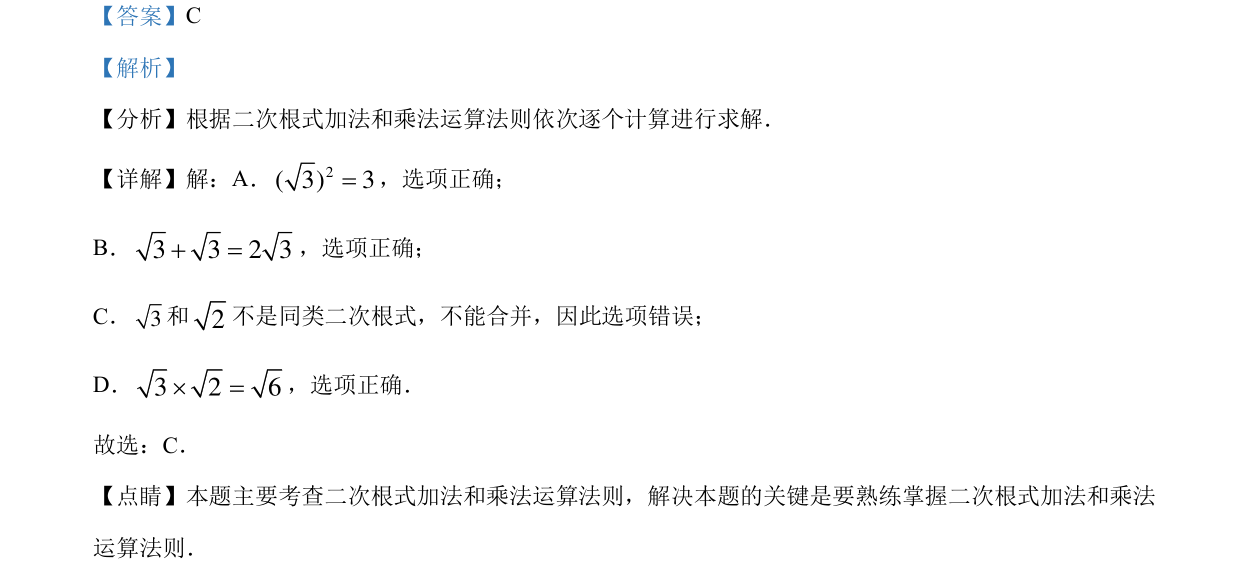 【答案】C
【解析】
【分析】根据二次根式加法和乘法运算法则依次逐个计算进行求解．
【详解】解：A．(√3)² = 3，选项正确；
B．√3 + √3 = 2√3，选项正确；
C．√3和√2不是同类二次根式，不能合并，因此选项错误；
D．√3 × √2 = √6，选项正确．
故选：C．
【点睛】本题主要考查二次根式加法和乘法运算法则，解决本题的关键是要熟练掌握二次根式加法和乘法
运算法则．